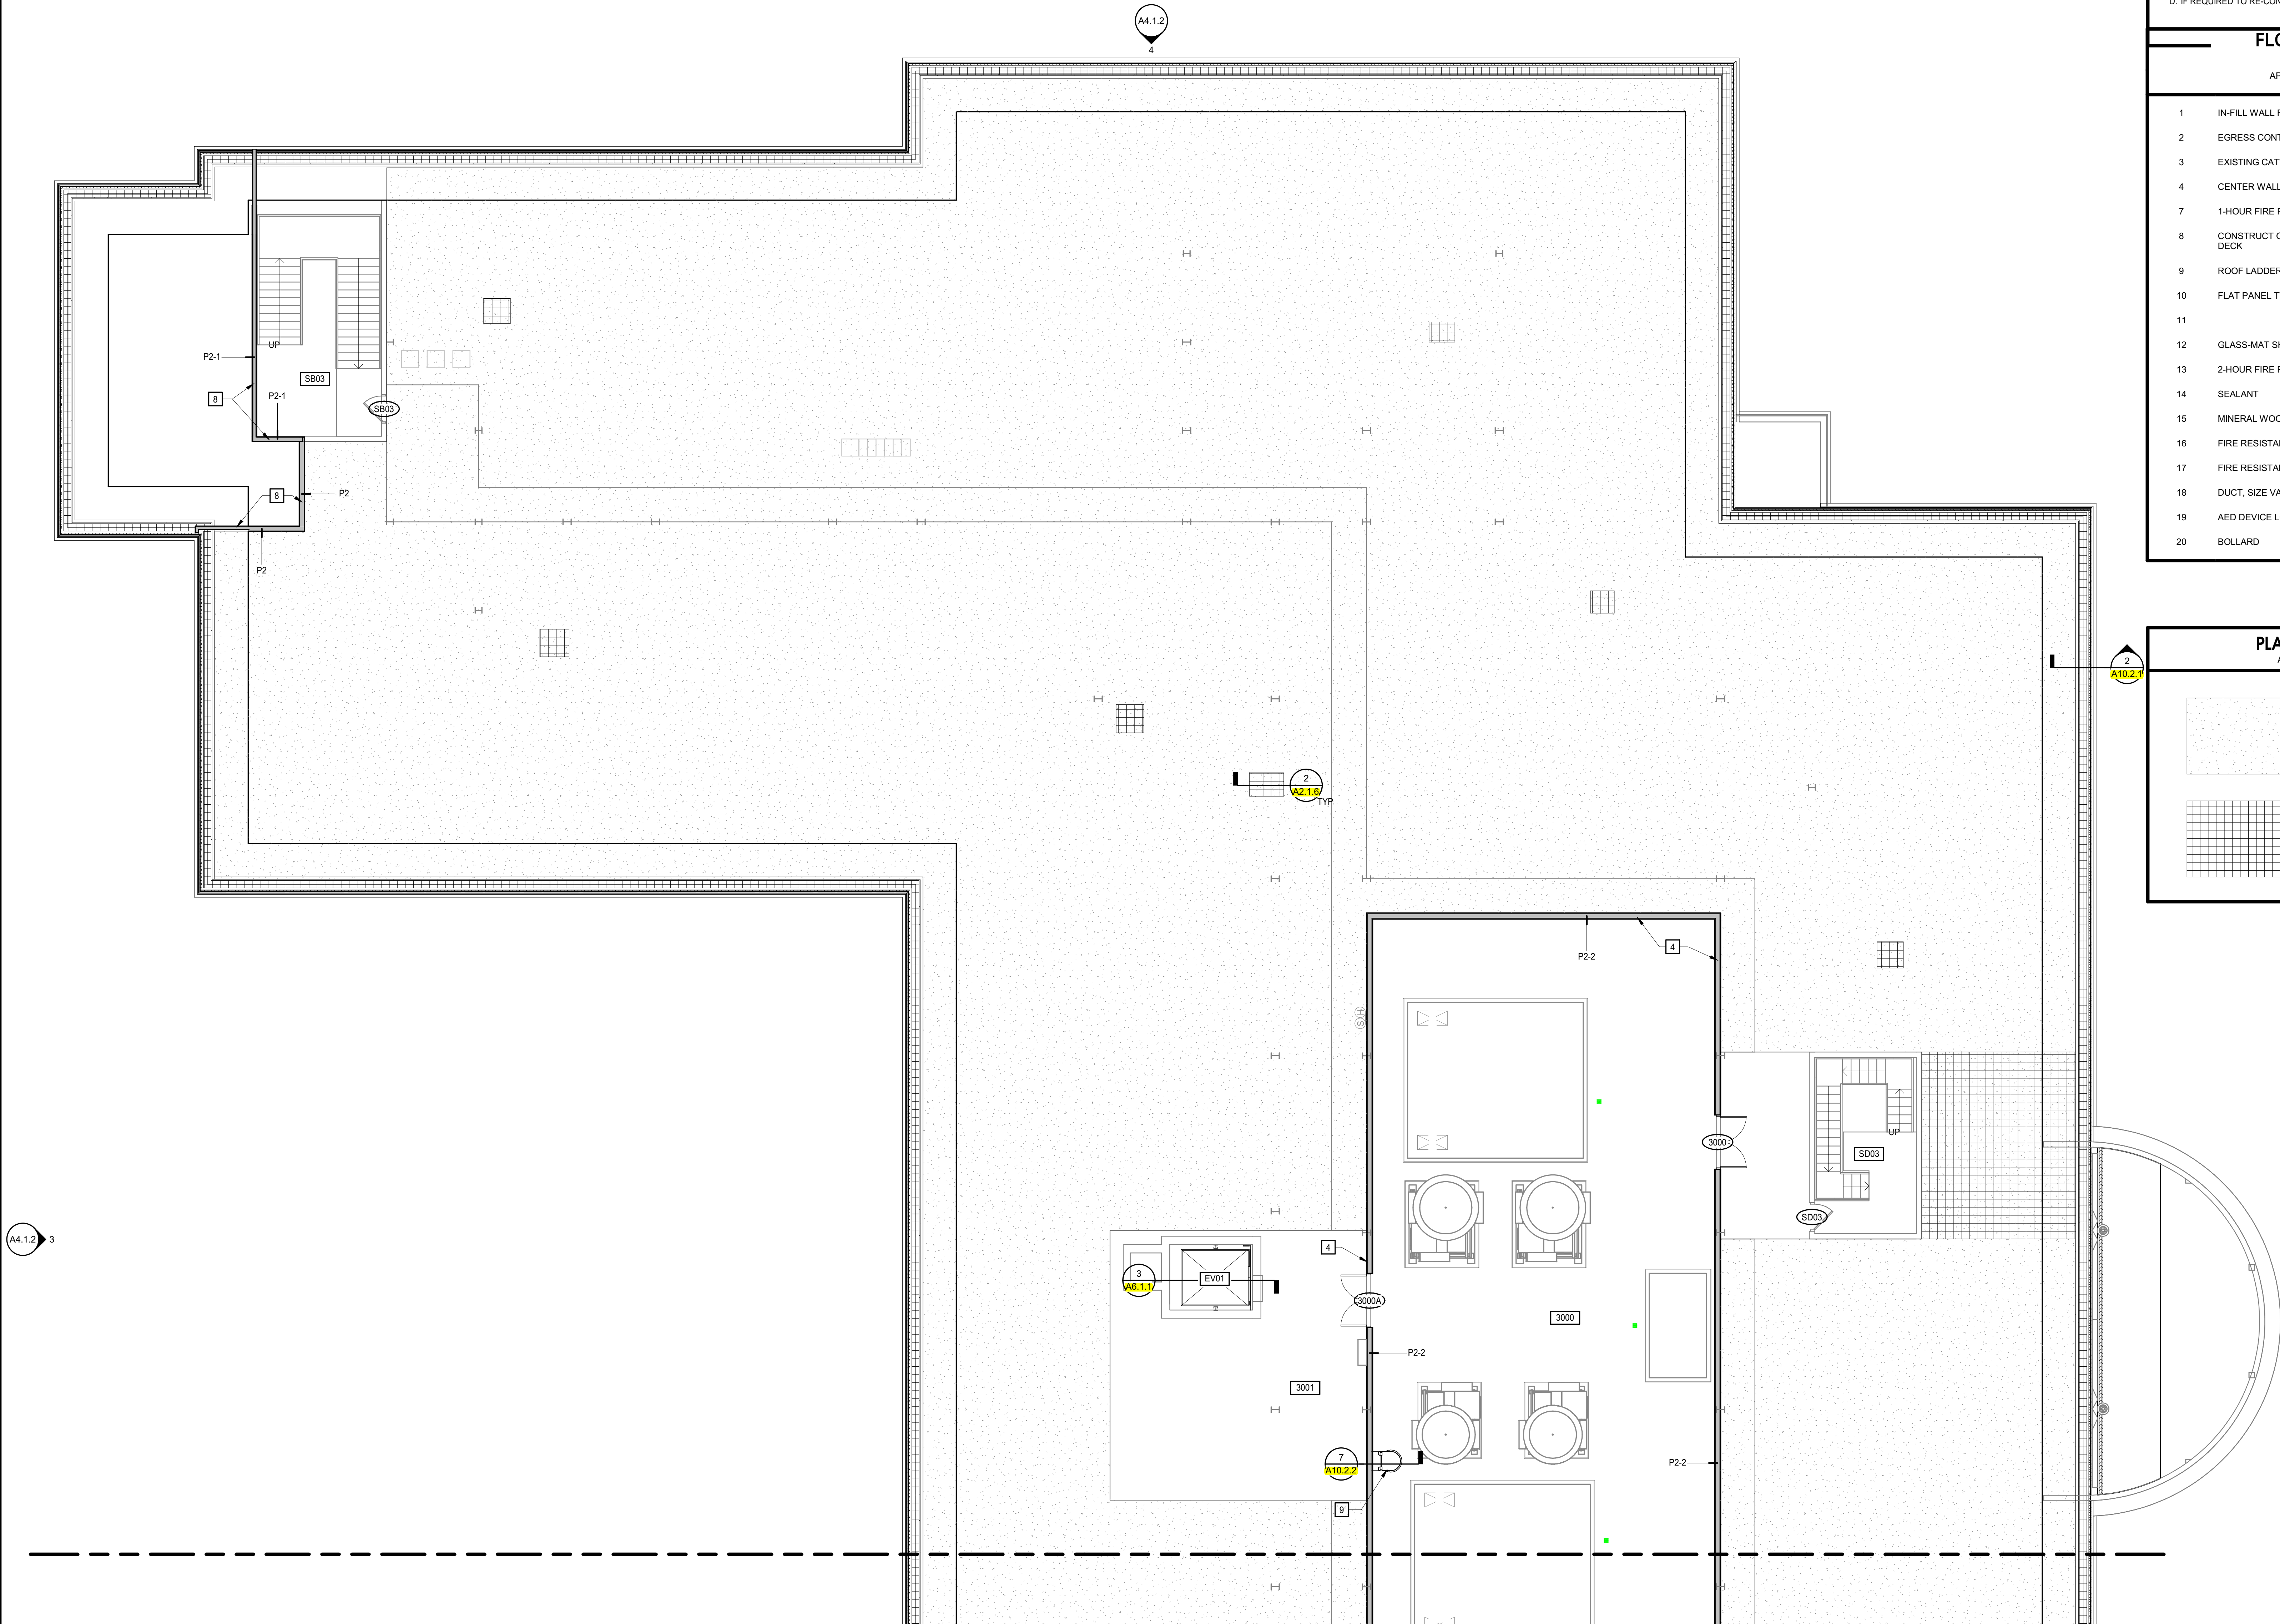 A4.1.2
4
D. IF REQUIRED TO RE-CON
FLO
AP
1 IN-FILL WALL F
2 EGRESS CONT
3 EXISTING CAT
4 CENTER WALL
7 1-HOUR FIRE F
8 CONSTRUCT C
DECK
9 ROOF LADDER
10 FLAT PANEL T
11
12 GLASS-MAT SH
13 2-HOUR FIRE F
14 SEALANT
15 MINERAL WOO
16 FIRE RESISTAN
17 FIRE RESISTAN
18 DUCT, SIZE VA
19 AED DEVICE L
20 BOLLARD
UP
P2-1
SB03
8
P2-1
SB03
8
P2
P2
PLA
A
2
A10.2.1
2
A2.1.6
TYP
4
P2-2
S H
3000
UP
SD03
SD03
A4.1.2
3
4
3
A6.1.1
EV01
3000A
3000
P2-2
3001
7
A10.2.2
P2-2
9